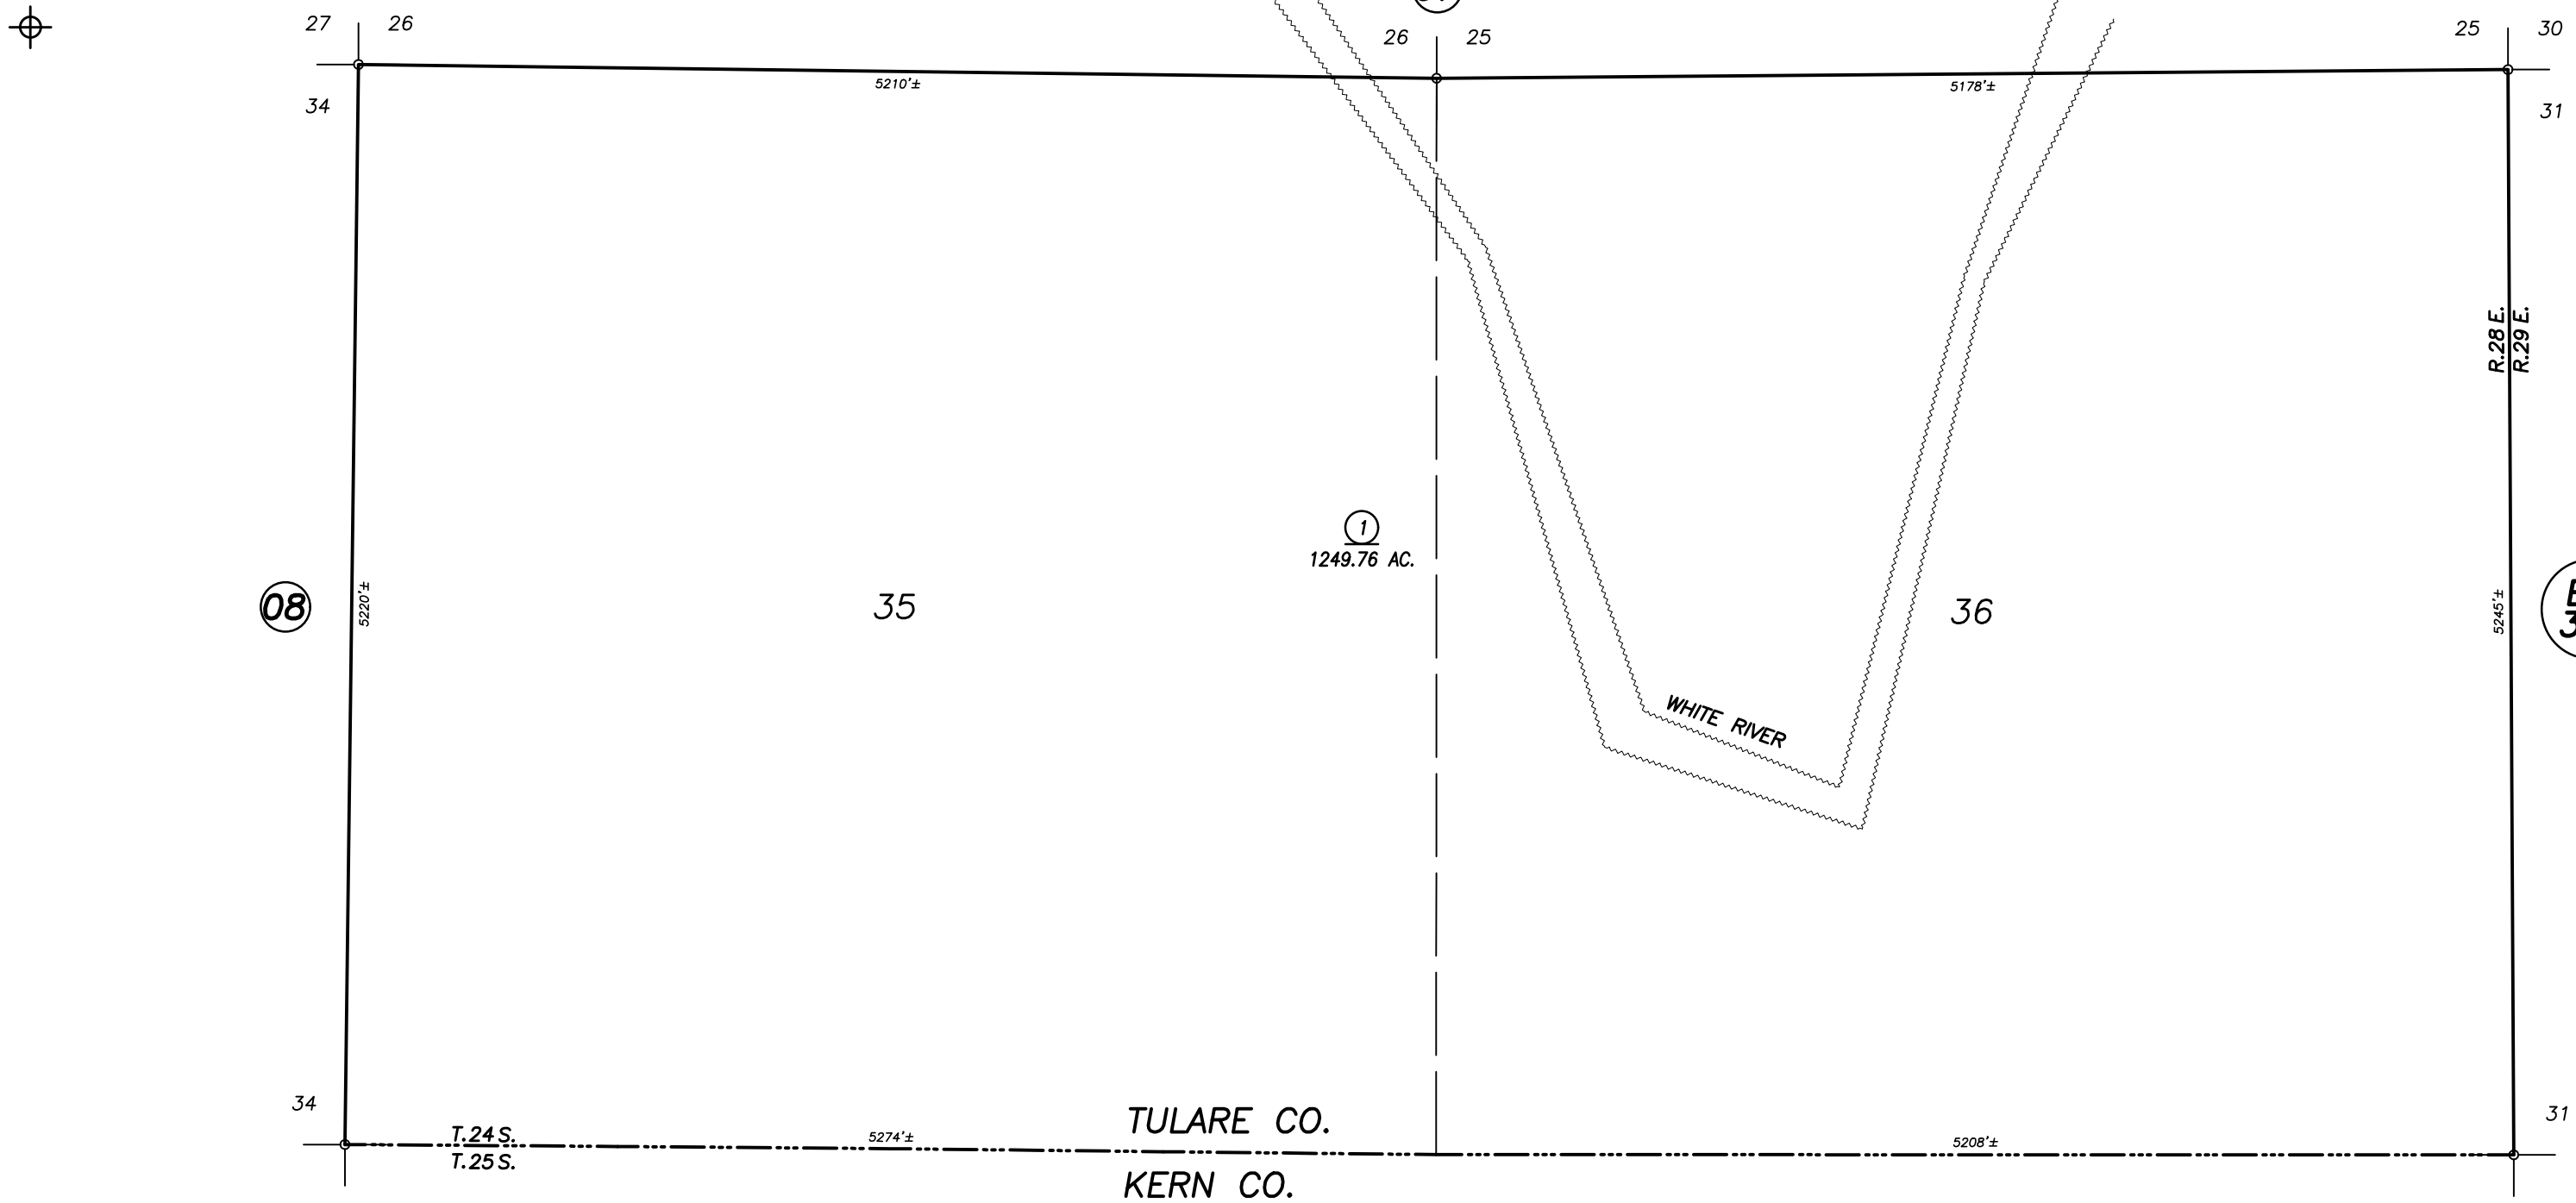 27 26
26 25
25 30
5210'±
5178'±
34
31
R.28 E.
R.29 E.
1
1249.76 AC.
08
5220'±
35
36
5245'±
WHITE RIVER
34
31
T.24 S.
5274'±
TULARE CO.
5208'±
T.25 S.
KERN CO.